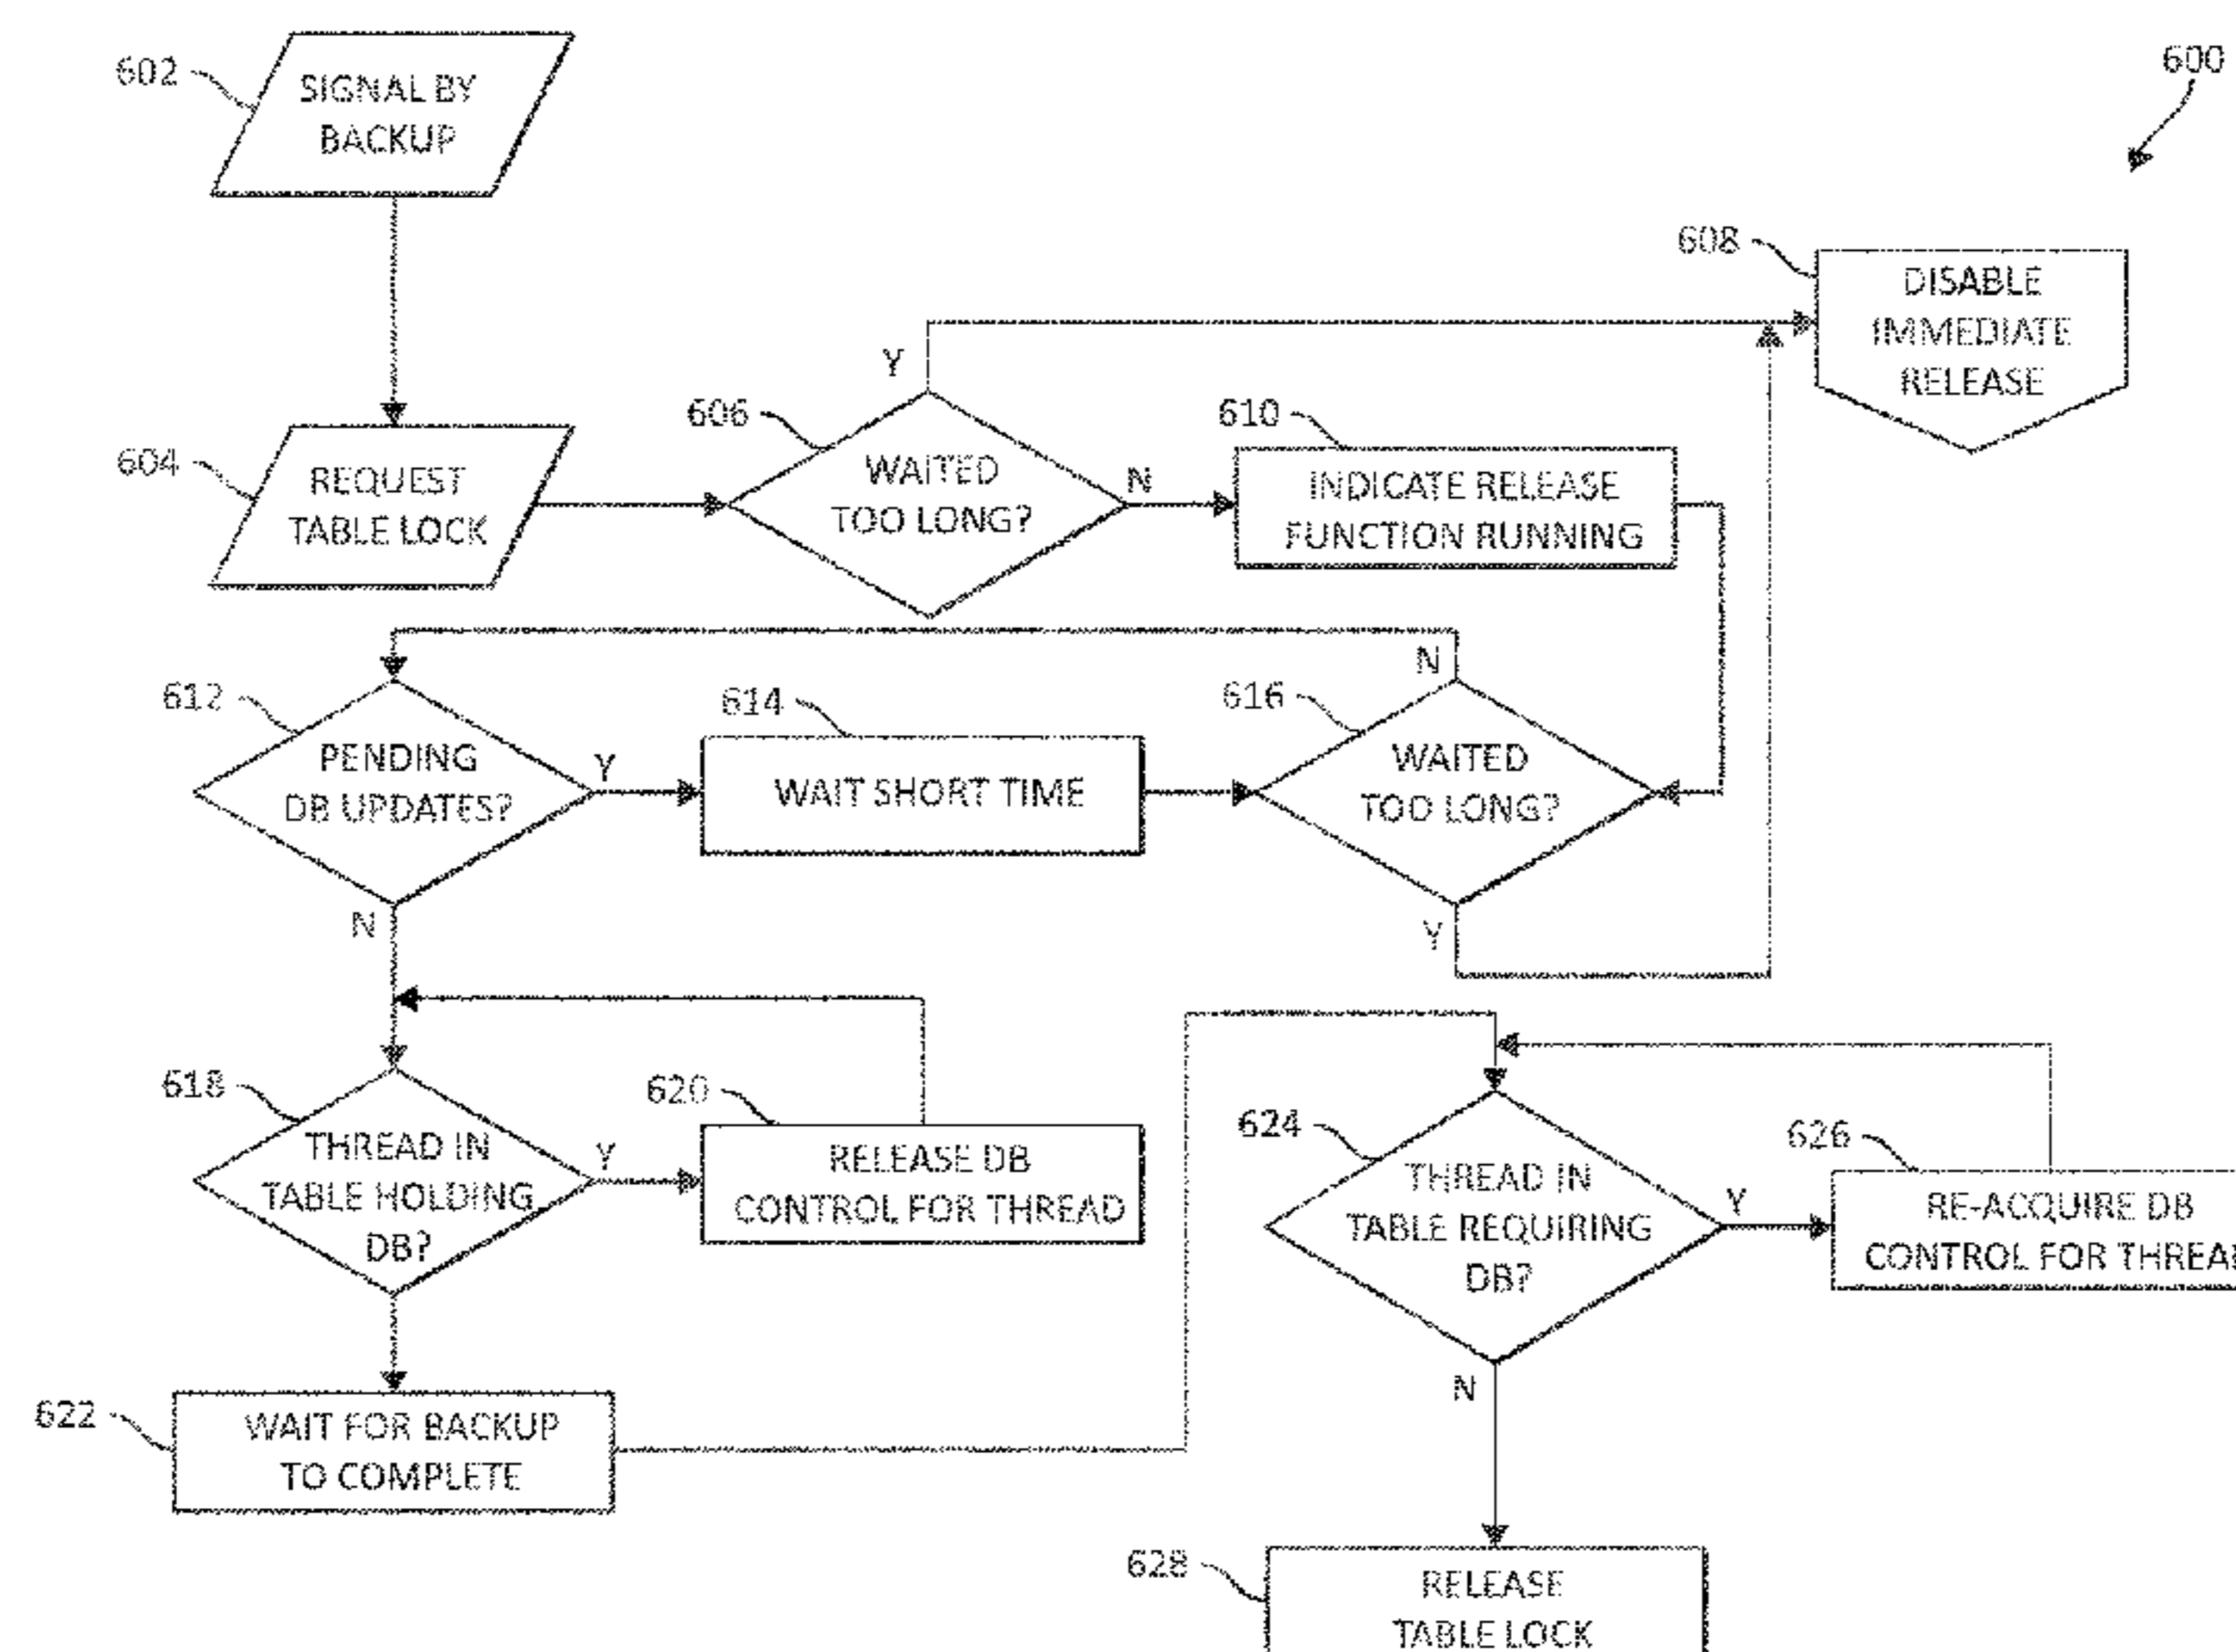 602
SIGNAL BY
BACKUP
600
608
DISABLE
IMMEDIATE
RELEASE
604
REQUEST
TABLE LOCK
606
Y
WAITED
TOO LONG?
N
610
INDICATE RELEASE
FUNCTION RUNNING
612
PENDING
DB UPDATES?
Y
N
614
WAIT SHORT TIME
616
N
WAITED
TOO LONG?
Y
618
THREAD IN
TABLE HOLDING
DB?
Y
620
RELEASE DB
CONTROL FOR THREAD
622
WAIT FOR BACKUP
TO COMPLETE
624
THREAD IN
TABLE REQUIRING
DB?
Y
N
626
RE-ACQUIRE DB
CONTROL FOR THREA
628
RELEASE
TABLE LOCK